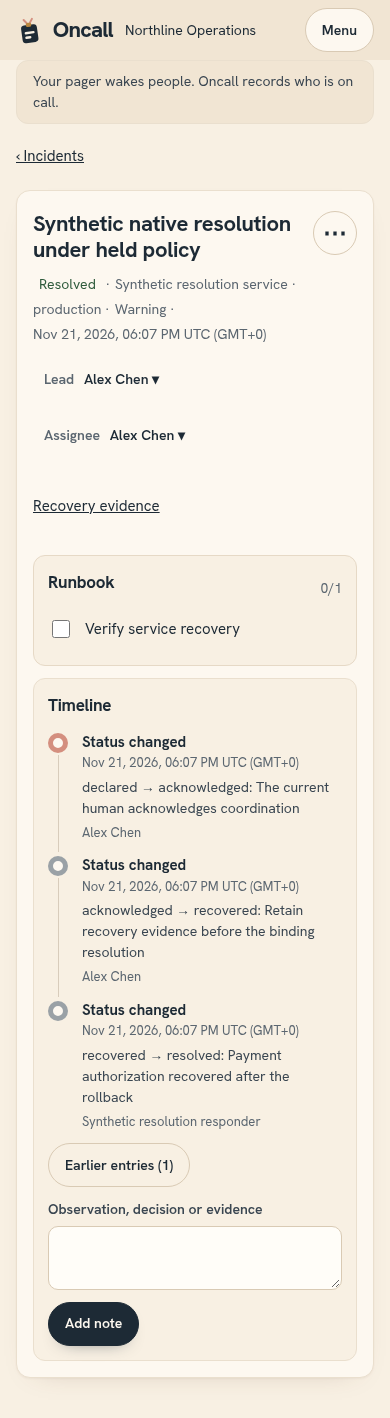 Oncall Northline Operations Menu
Your pager wakes people. Oncall records who is on
call.
‹ Incidents
Synthetic native resolution
under held policy
Resolved · Synthetic resolution service ·
production · Warning ·
Nov 21, 2026, 06:07 PM UTC (GMT+0)
Lead Alex Chen ▾
Assignee Alex Chen ▾
Recovery evidence
Runbook 0/1
Verify service recovery
Timeline
Status changed
Nov 21, 2026, 06:07 PM UTC (GMT+0)
declared → acknowledged: The current
human acknowledges coordination
Alex Chen
Status changed
Nov 21, 2026, 06:07 PM UTC (GMT+0)
acknowledged → recovered: Retain
recovery evidence before the binding
resolution
Alex Chen
Status changed
Nov 21, 2026, 06:07 PM UTC (GMT+0)
recovered → resolved: Payment
authorization recovered after the
rollback
Synthetic resolution responder
Earlier entries (1)
Observation, decision or evidence
Add note